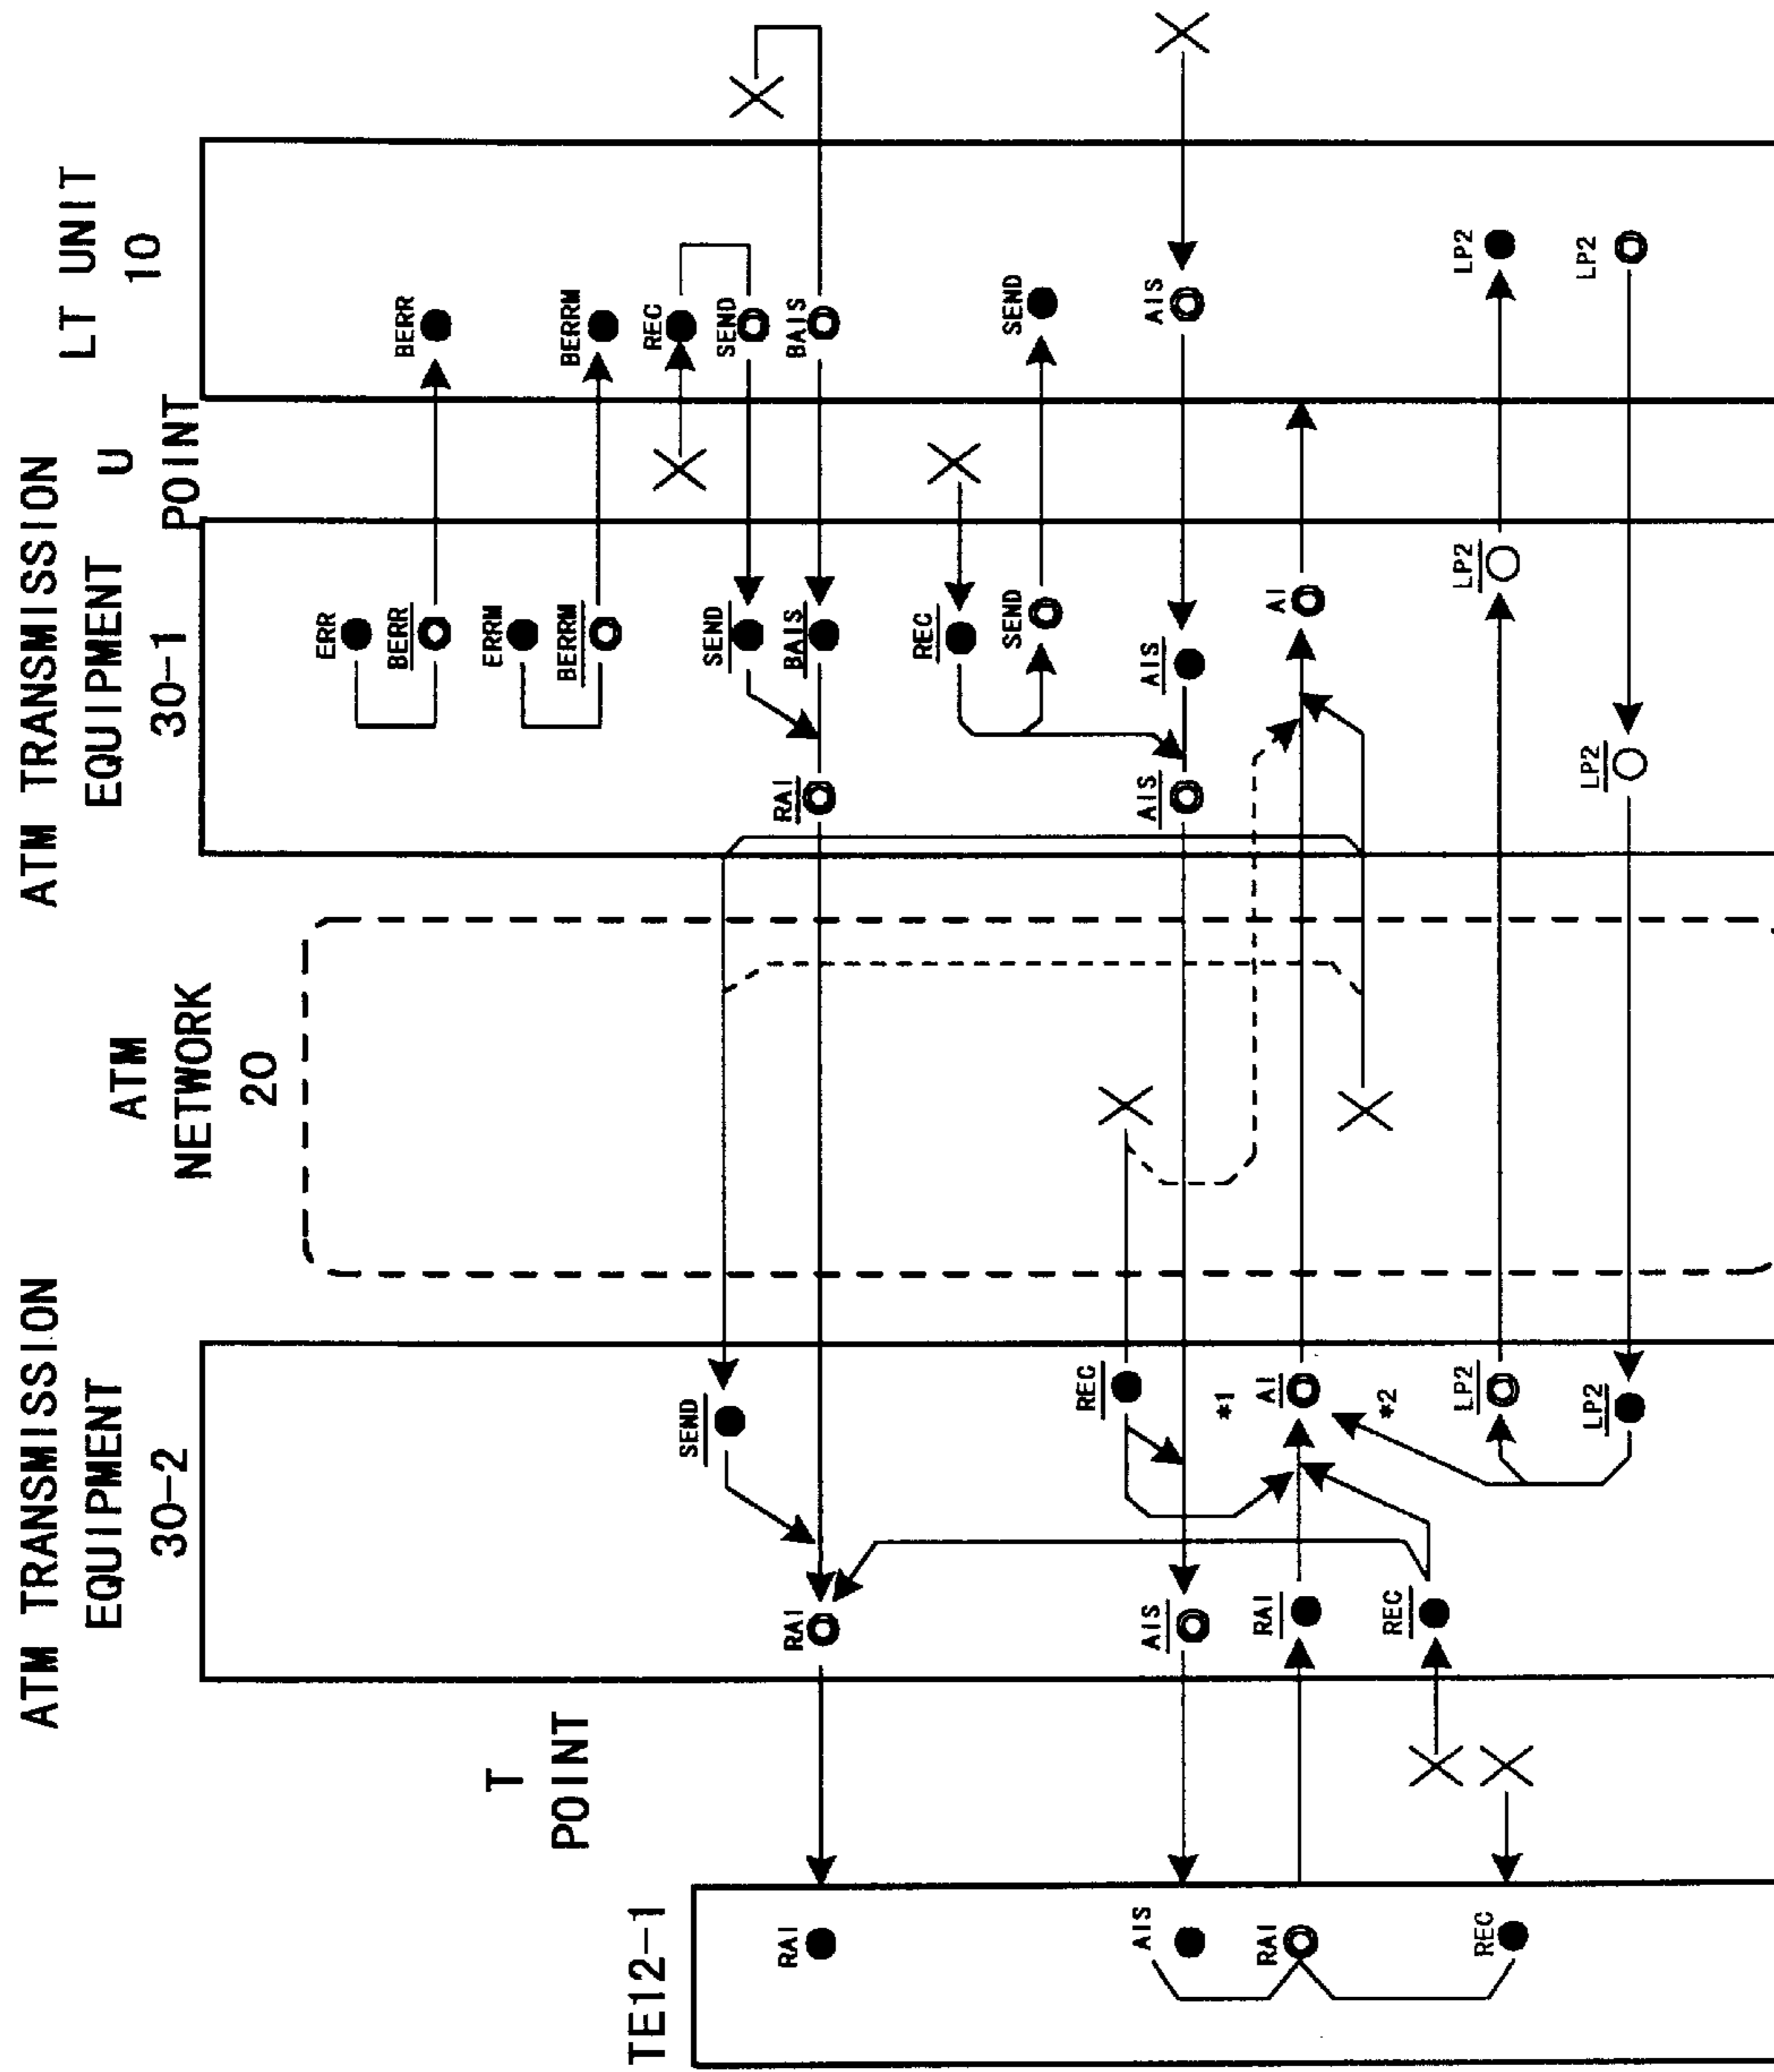 TE12-1
T
POINT
ATM TRANSMISSION
EQUIPMENT
30-2
ATM
NETWORK
20
ATM TRANSMISSION
EQUIPMENT
30-1
U
POINT
LT UNIT
10
RAI
AIS
RAI
REC
SEND
RAI
REC
AIS
*1
AI
RAI
*2
REC
LP2
LP2
ERR
BERR
ERRM
BERRM
SEND
BAIS
RAI
REC
SEND
AIS
AIS
AI
LP2
LP2
BERR
BERRM
REC
SEND
BAIS
SEND
AIS
LP2
LP2